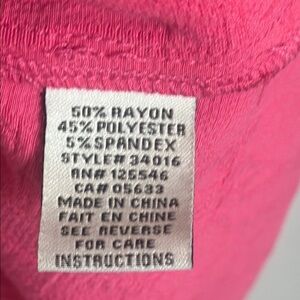 50% RAYON
45% POLYESTER
5% SPANDEX
STYLE# 34016
RN# 125546
CA# 05633
MADE IN CHINA
FAIT EN CHINE
SEE REVERSE
FOR CARE
INSTRUCTIONS